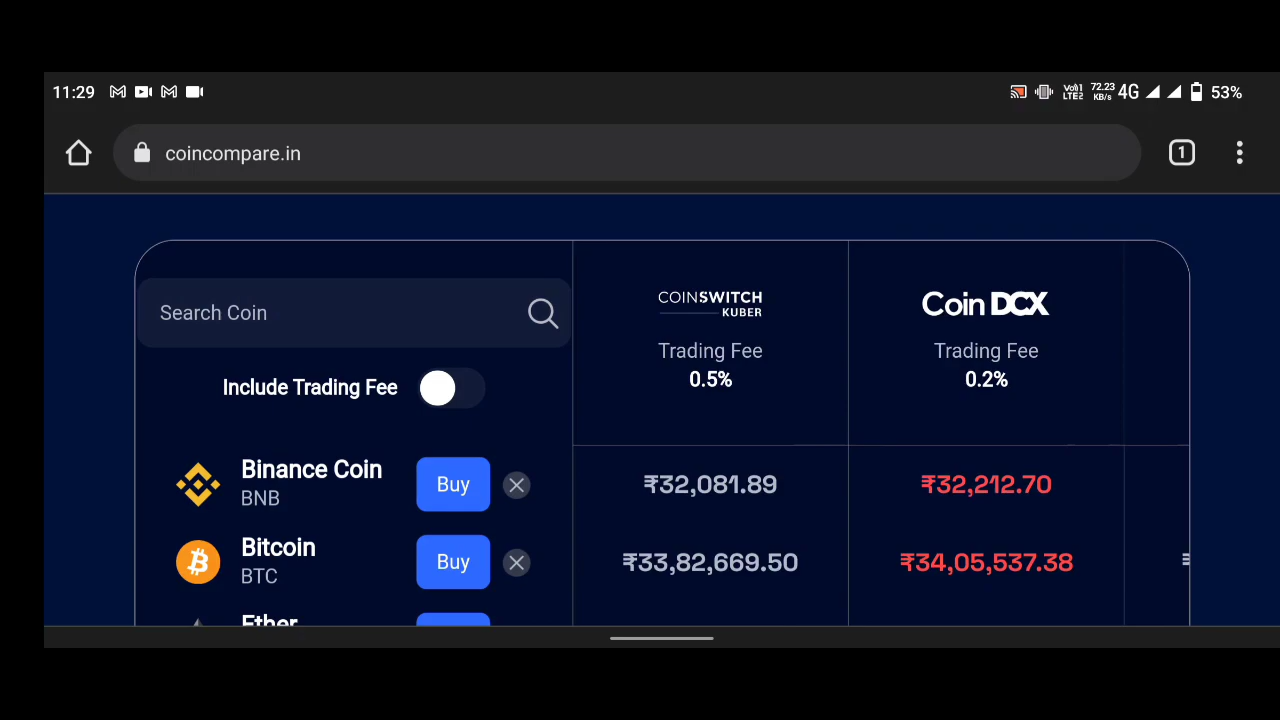 11:29
Vo)) LTE2
72.23 KB/s
4G
53%
coincompare.in
1
Search Coin
COINSWITCH
KUBER
Trading Fee
0.5%
Coin DCX
Trading Fee
0.2%
Include Trading Fee
Binance Coin
BNB
Buy
₹32,081.89
₹32,212.70
Bitcoin
BTC
Buy
₹33,82,669.50
₹34,05,537.38
Ether